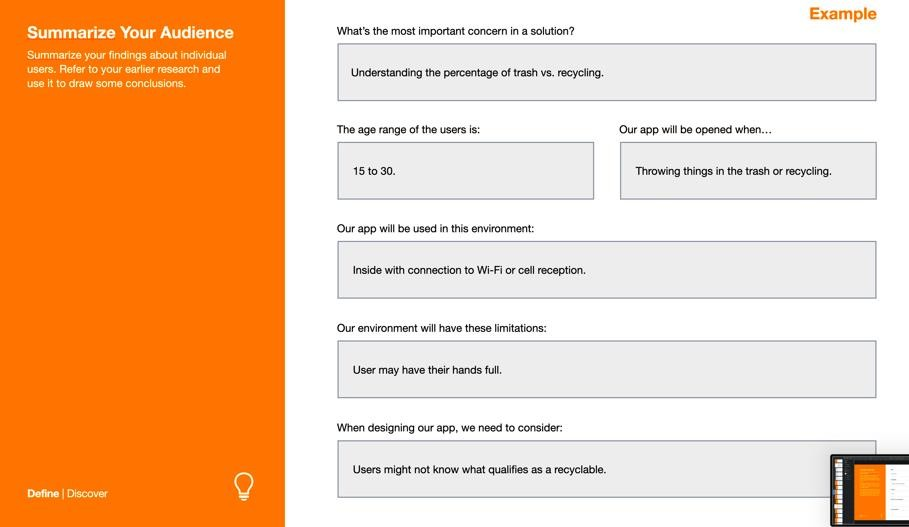 Summarize Your Audience
Summarize your findings about individual
users. Refer to your earlier research and
use it to draw some conclusions.
Define | Discover
Example
What's the most important concern in a solution?
Understanding the percentage of trash vs. recycling.
The age range of the users is:
15 to 30.
Our app will be opened when…
Throwing things in the trash or recycling.
Our app will be used in this environment:
Inside with connection to Wi-Fi or cell reception.
Our environment will have these limitations:
User may have their hands full.
When designing our app, we need to consider:
Users might not know what qualifies as a recyclable.